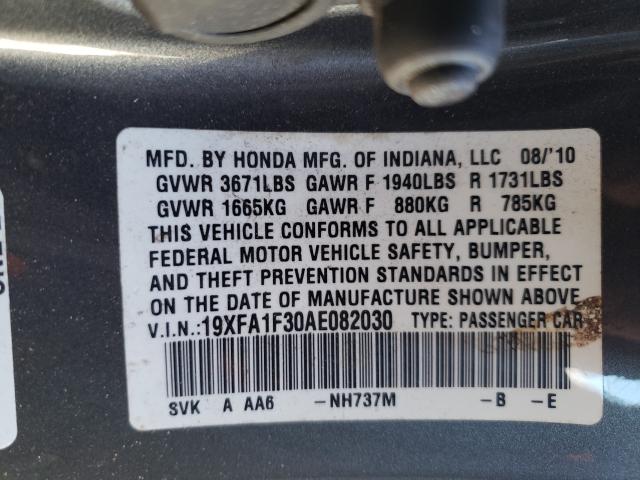 MFD. BY HONDA MFG. OF INDIANA, LLC 08/'10
GVWR 3671LBS GAWR F 1940LBS R 1731LBS
GVWR 1665KG GAWR F 880KG R 785KG
THIS VEHICLE CONFORMS TO ALL APPLICABLE
FEDERAL MOTOR VEHICLE SAFETY, BUMPER,
AND THEFT PREVENTION STANDARDS IN EFFECT
ON THE DATE OF MANUFACTURE SHOWN ABOVE
V.I.N.:19XFA1F30AE082030 TYPE: PASSENGER CAR
SVK A AA6 -NH737M -B -E